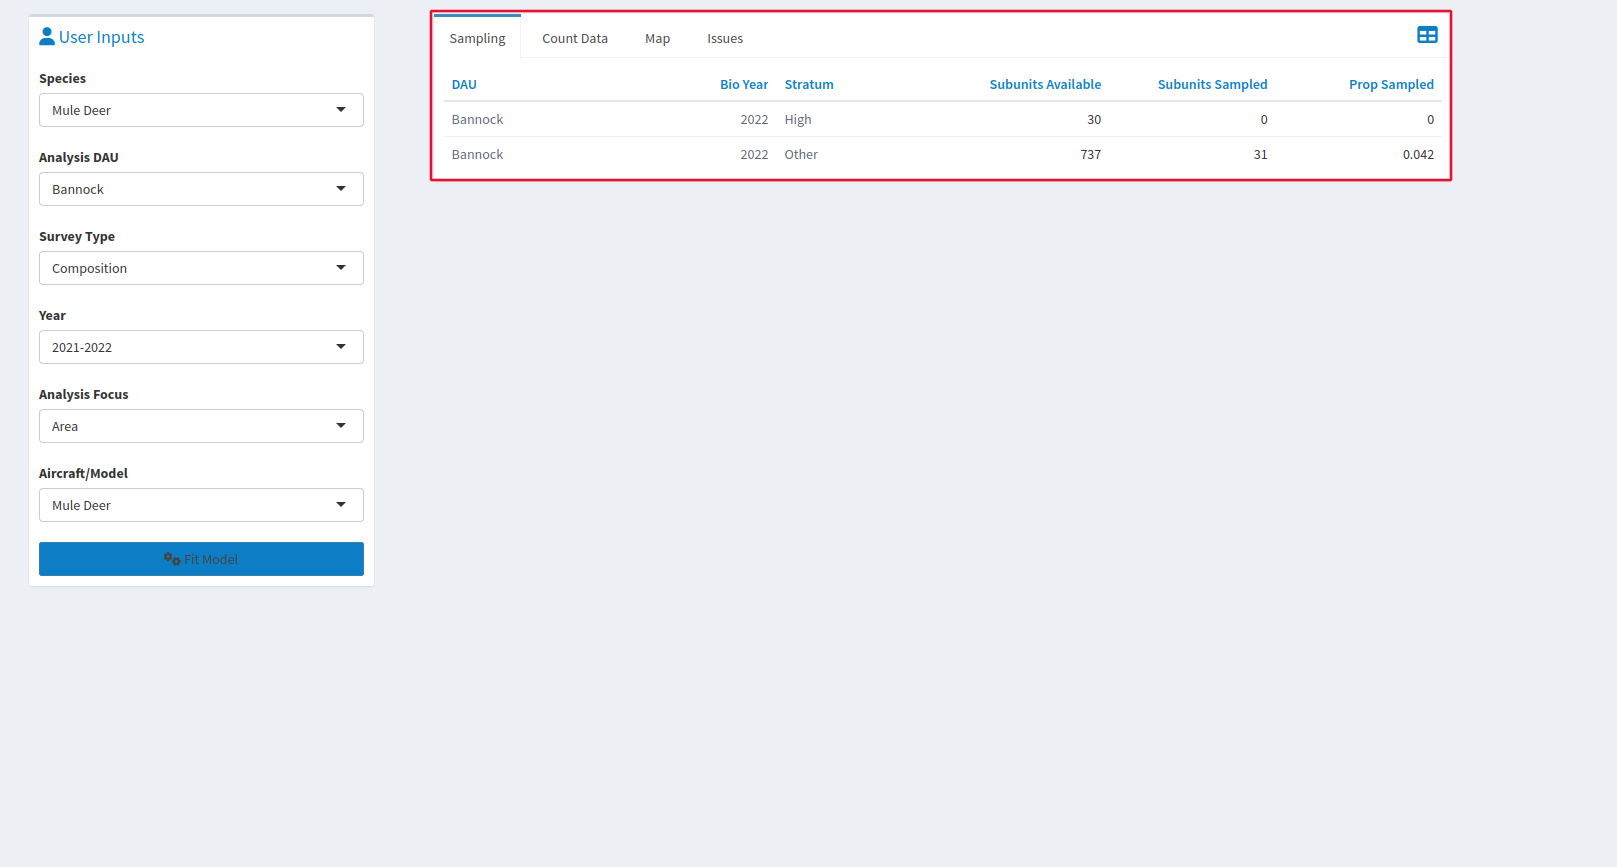 User Inputs
Species
Mule Deer
Analysis DAU
Bannock
Survey Type
Composition
Year
2021-2022
Analysis Focus
Area
Aircraft/Model
Mule Deer
Fit Model
Sampling Count Data Map Issues
DAU Bio Year Stratum Subunits Available Subunits Sampled Prop Sampled
Bannock 2022 High 30 0 0
Bannock 2022 Other 737 31 0.042